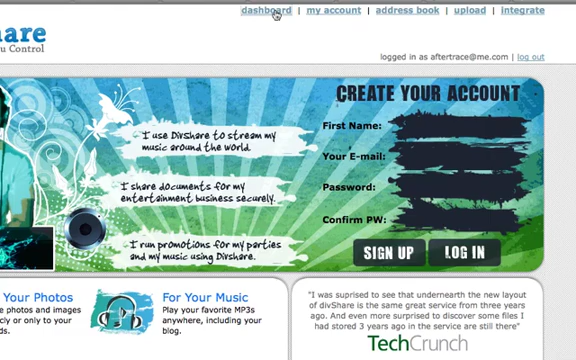 dashboard | my account | address book | upload | integrate
hare
u Control
logged in as aftertrace@me.com | log out
CREATE YOUR ACCOUNT
First Name:
Your E-mail:
Password:
Confirm PW:
SIGN UP LOG IN
I use DivShare to stream my
music around the world.
I share documents for my
entertainment business securely.
I run promotions for my parties
and my music using Divshare.
Your Photos
e photos and images
cly or only to your
ds.
For Your Music
Play your favorite MP3s
anywhere, including your
blog.
"I was suprised to see that underneath the new layout
of divShare is the same great service from three years
ago. And even more surprised to discover some files I
had stored 3 years ago in the service are still there"
TechCrunch